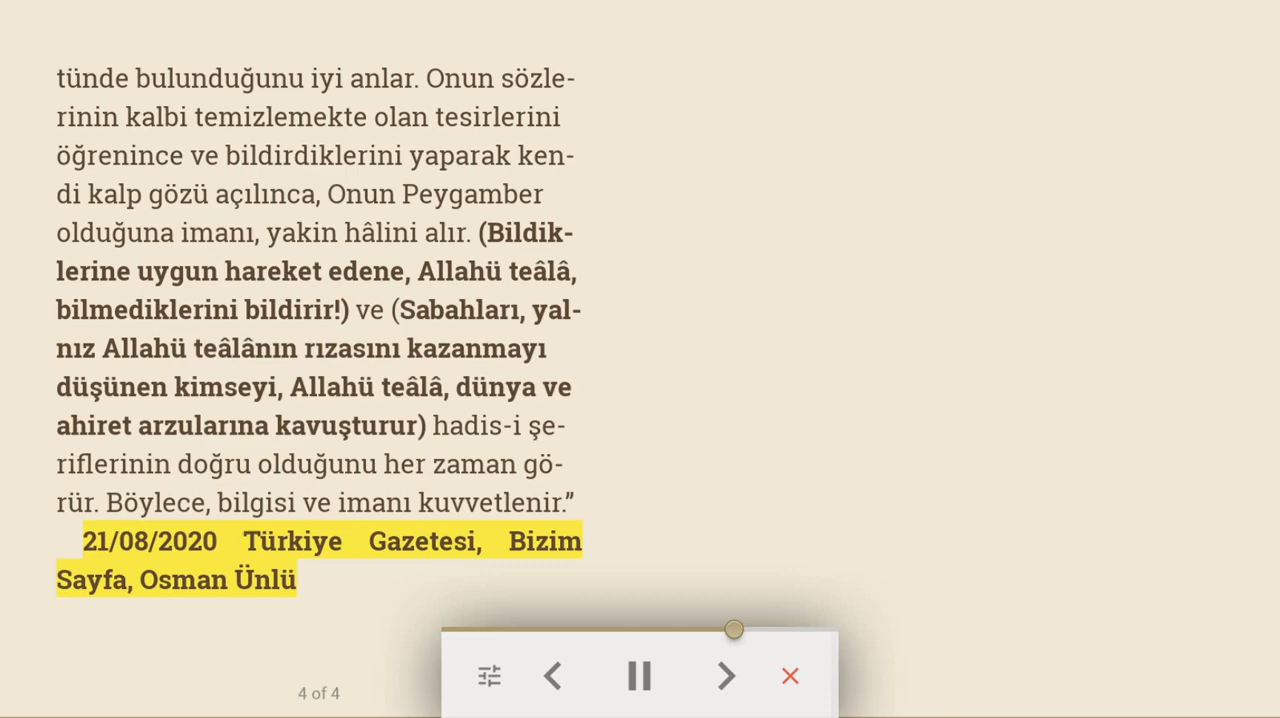 tünde bulunduğunu iyi anlar. Onun sözle-
rinin kalbi temizlemekte olan tesirlerini
öğrenince ve bildirdiklerini yaparak ken-
di kalp gözü açılınca, Onun Peygamber
olduğuna imanı, yakin hâlini alır. (Bildik-
lerine uygun hareket edene, Allahü teâlâ,
bilmediklerini bildirir!) ve (Sabahları, yal-
nız Allahü teâlânın rızasını kazanmayı
düşünen kimseyi, Allahü teâlâ, dünya ve
ahiret arzularına kavuşturur) hadis-i şe-
riflerinin doğru olduğunu her zaman gö-
rür. Böylece, bilgisi ve imanı kuvvetlenir.”
21/08/2020 Türkiye Gazetesi, Bizim
Sayfa, Osman Ünlü
4 of 4